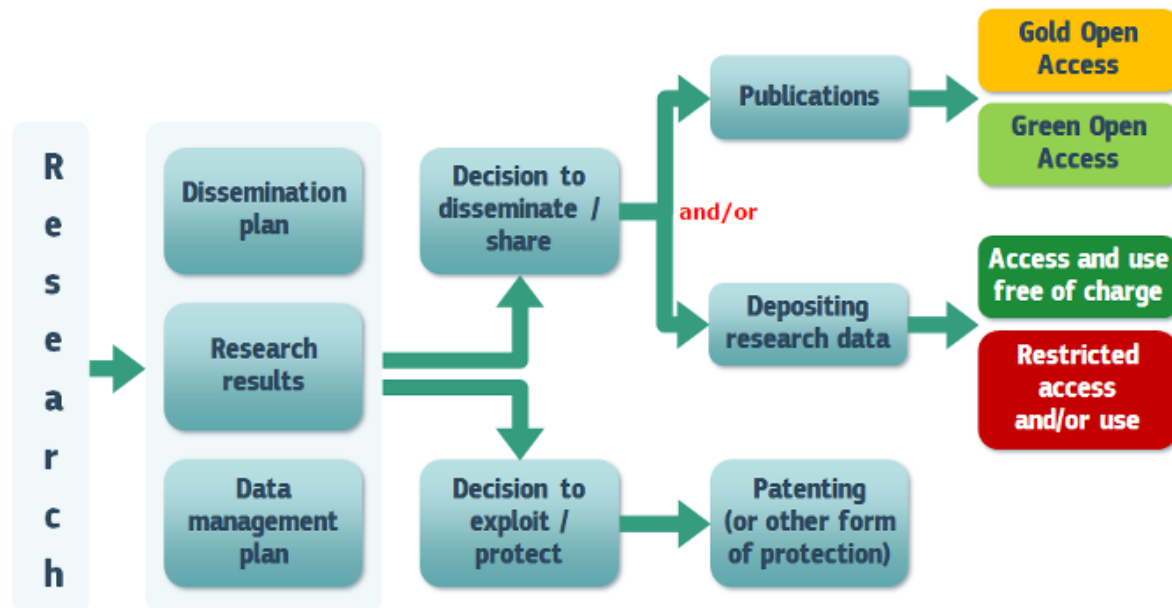 Research
Dissemination
plan
Research
results
Data
management
plan
Decision to
disseminate /
share
Decision to
exploit /
protect
and/or
Publications
Depositing
research data
Patenting
(or other form
of protection)
Gold Open
Access
Green Open
Access
Access and use
free of charge
Restricted
access
and/or use